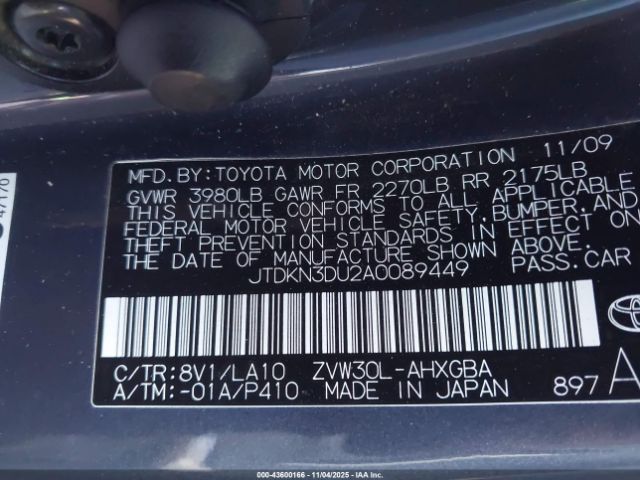 MFD. BY: TOYOTA MOTOR CORPORATION 11/09
GVWR 3980LB GAWR FR 2270LB RR 2175LB
THIS VEHICLE CONFORMS TO ALL APPLICABLE
FEDERAL MOTOR VEHICLE SAFETY, BUMPER, AND
THEFT PREVENTION STANDARDS IN EFFECT ON
THE DATE OF MANUFACTURE SHOWN ABOVE.
JTDKN3DU2A0089449 PASS. CAR
C/TR: 8V1/LA10 ZVW30L-AHXGBA
A/TM: -01A/P410 MADE IN JAPAN 897 A
000-43600166 - 11/04/2025 - IAAI.com